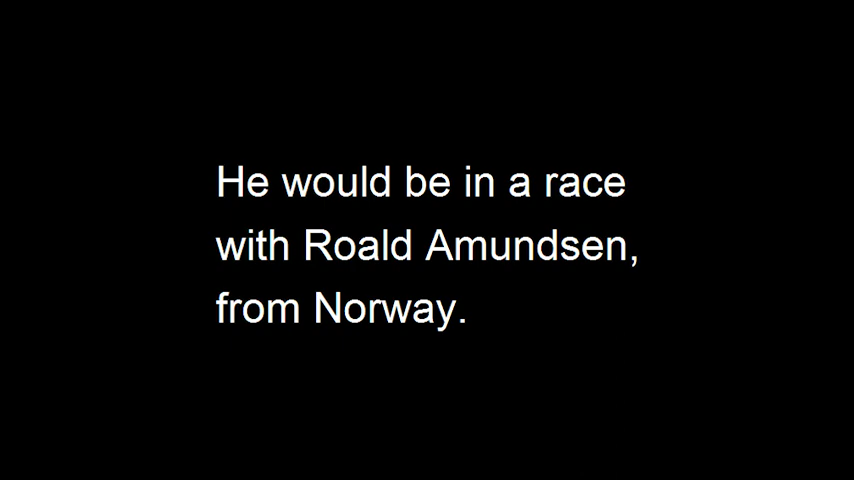 He would be in a race
with Roald Amundsen,
from Norway.